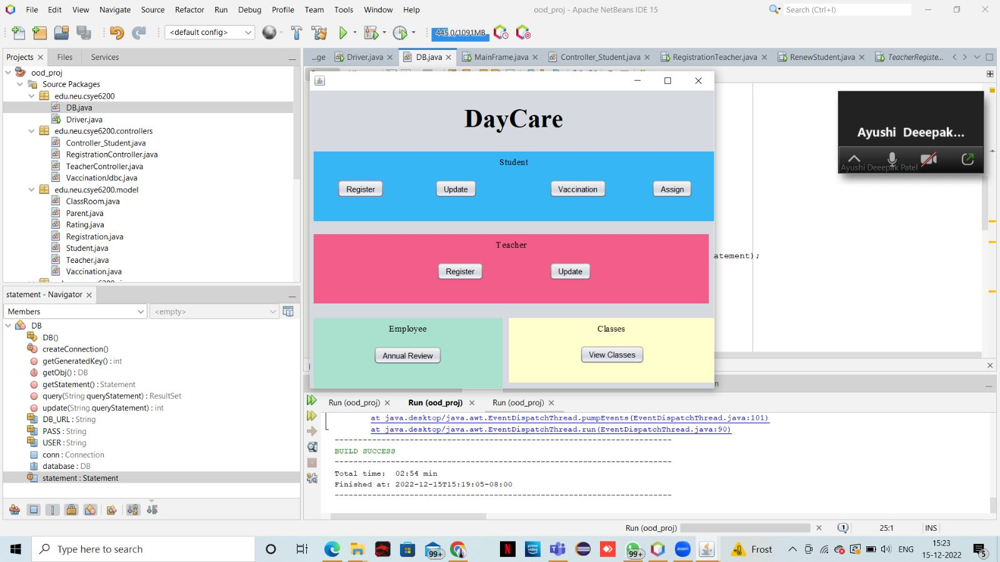 File Edit View Navigate Source Refactor Run Debug Profile Team Tools Window Help
ood_proj - Apache NetBeans IDE 15
Search (Ctrl+I)
<default config>
445.0/1091MB
Projects Files Services
...ge Driver.java DB.java MainFrame.java Controller_Student.java RegistrationTeacher.java RenewStudent.java TeacherRegiste...
ood_proj
Source Packages
edu.neu.csye6200
DB.java
Driver.java
edu.neu.csye6200.controllers
Controller_Student.java
RegistrationController.java
TeacherController.java
VaccinationJdbc.java
edu.neu.csye6200.model
ClassRoom.java
Parent.java
Rating.java
Registration.java
Student.java
Teacher.java
Vaccination.java
statement - Navigator
Members
<empty>
DB
DB()
createConnection()
getGeneratedKey() : int
getObj() : DB
getStatement() : Statement
query(String queryStatement) : ResultSet
update(String queryStatement) : int
DB_URL : String
PASS : String
USER : String
conn : Connection
database : DB
statement : Statement
DayCare
Student
Register Update Vaccination Assign
Teacher
Register Update
Employee
Annual Review
Classes
View Classes
atement);
Ayushi Deeepak...
Ayushi Deeepak Patel
Run (ood_proj) Run (ood_proj) Run (ood_proj)
at java.desktop/java.awt.EventDispatchThread.pumpEvents(EventDispatchThread.java:101)
at java.desktop/java.awt.EventDispatchThread.run(EventDispatchThread.java:90)
------------------------------------------------------------------------
BUILD SUCCESS
------------------------------------------------------------------------
Total time: 02:54 min
Finished at: 2022-12-15T15:19:05-08:00
------------------------------------------------------------------------
Run (ood_proj)
1
25:1
INS
Type here to search
99+
prime video
99+
zoom
Frost
ENG
15:23
15-12-2022
5